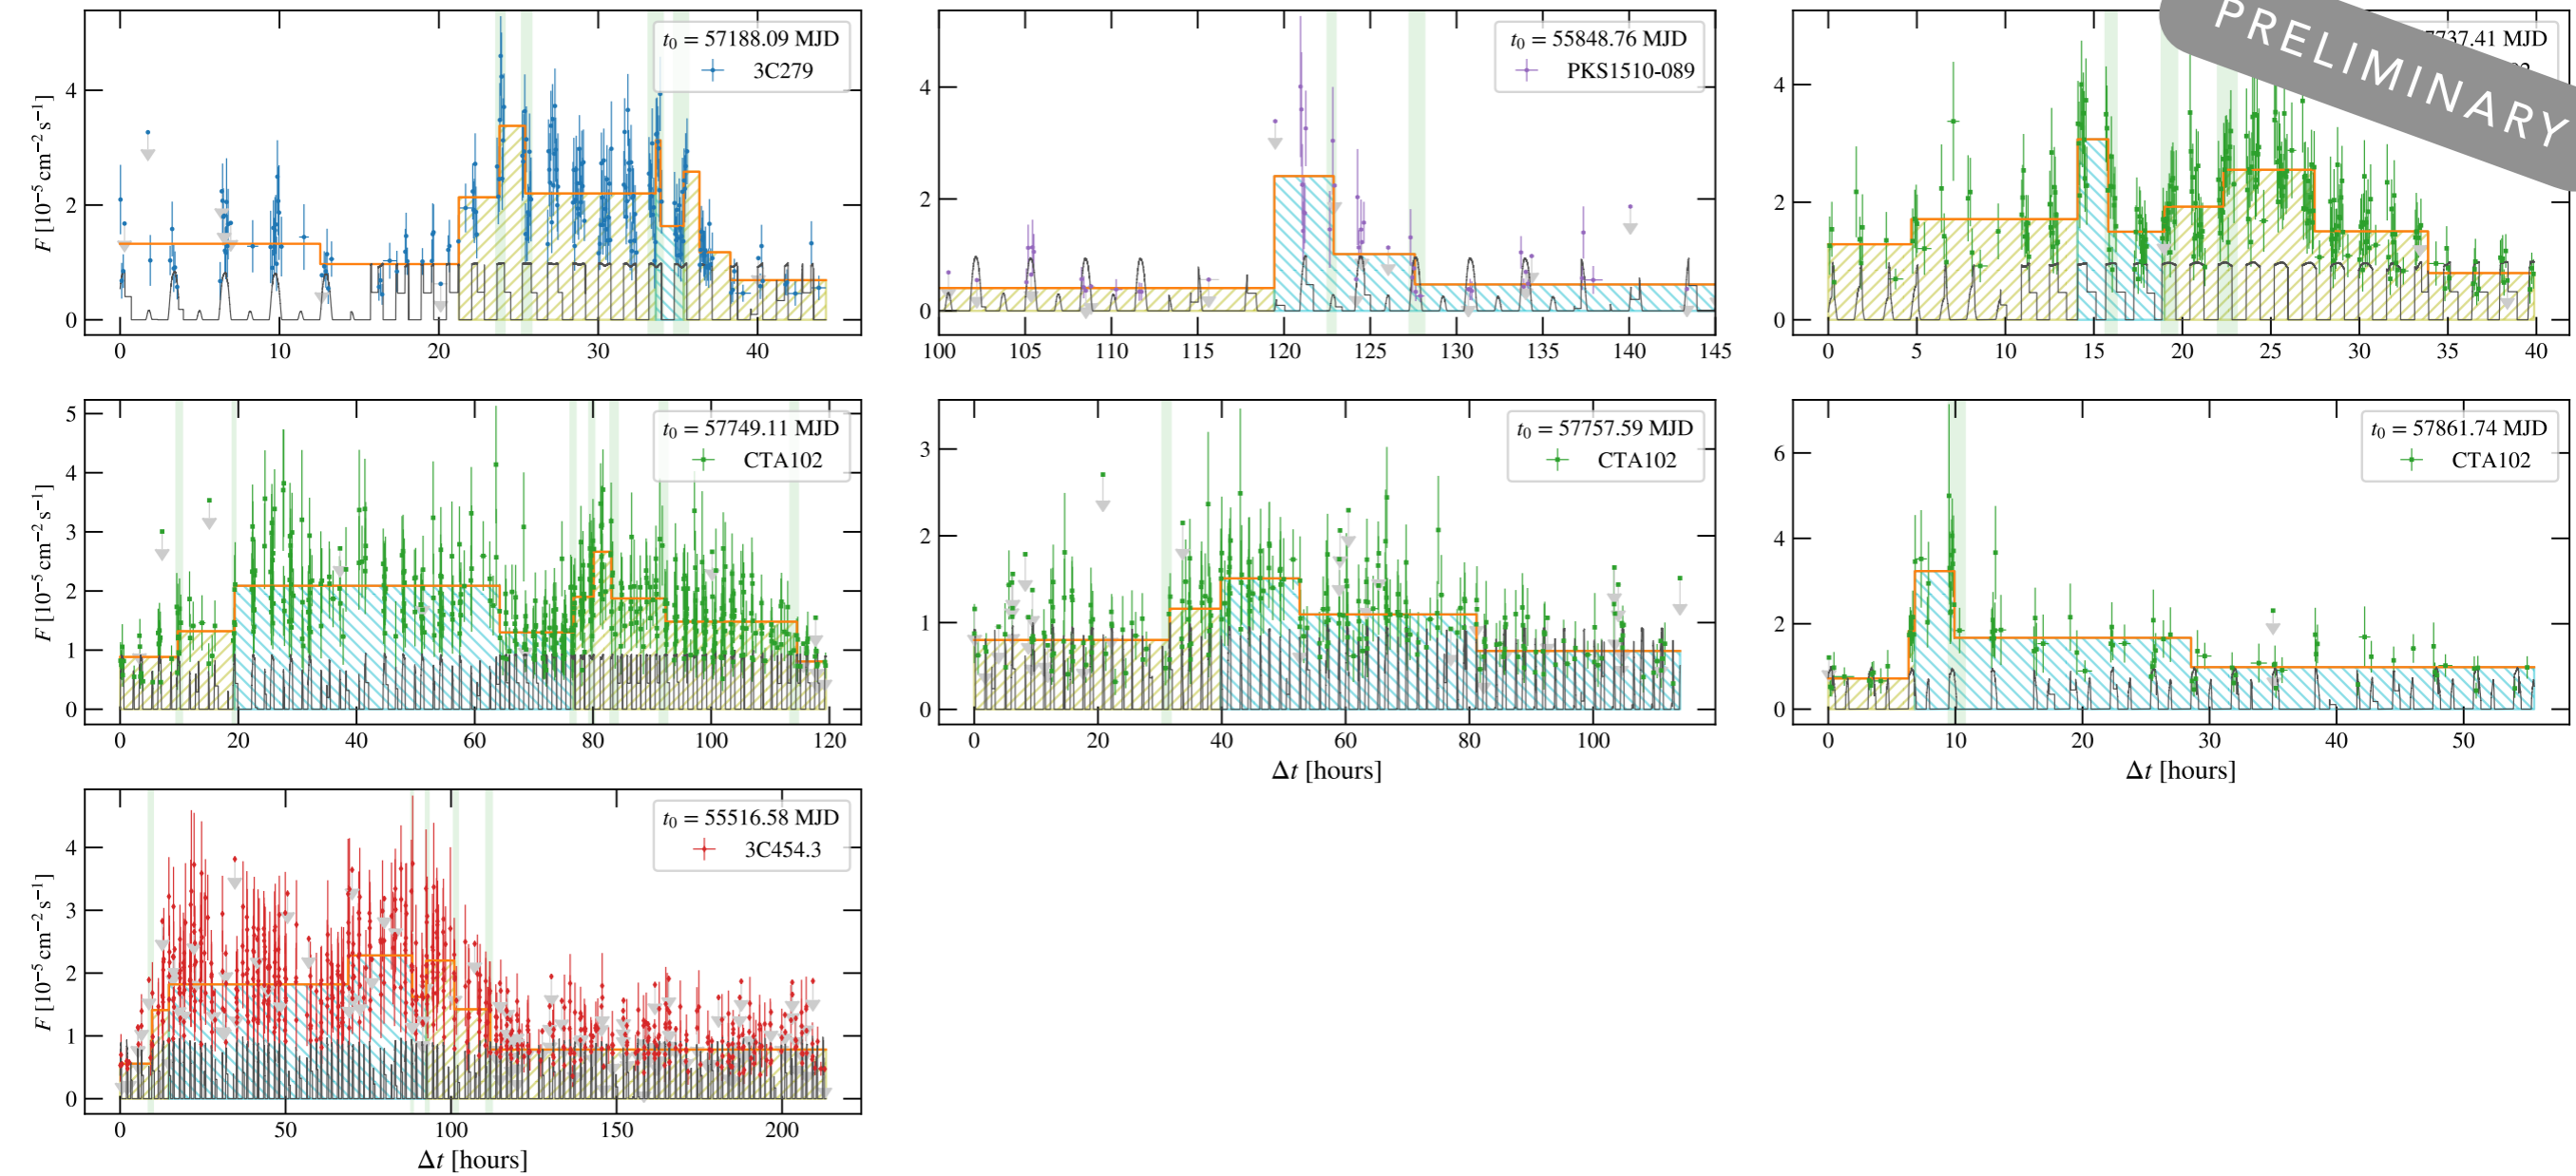 t₀ = 57188.09 MJD
3C279
F [10⁻⁵ cm⁻² s⁻¹]
4
2
0
0 10 20 30 40
t₀ = 55848.76 MJD
PKS1510-089
4
2
0
100 105 110 115 120 125 130 135 140 145
PRELIMINARY
7737.41 MJD
4
2
0
0 5 10 15 20 25 30 35 40
t₀ = 57749.11 MJD
CTA102
F [10⁻⁵ cm⁻² s⁻¹]
5
4
3
2
1
0
0 20 40 60 80 100 120
t₀ = 57757.59 MJD
CTA102
3
2
1
0
0 20 40 60 80 100
Δt [hours]
t₀ = 57861.74 MJD
CTA102
6
4
2
0
0 10 20 30 40 50
Δt [hours]
t₀ = 55516.58 MJD
3C454.3
F [10⁻⁵ cm⁻² s⁻¹]
4
3
2
1
0
0 50 100 150 200
Δt [hours]